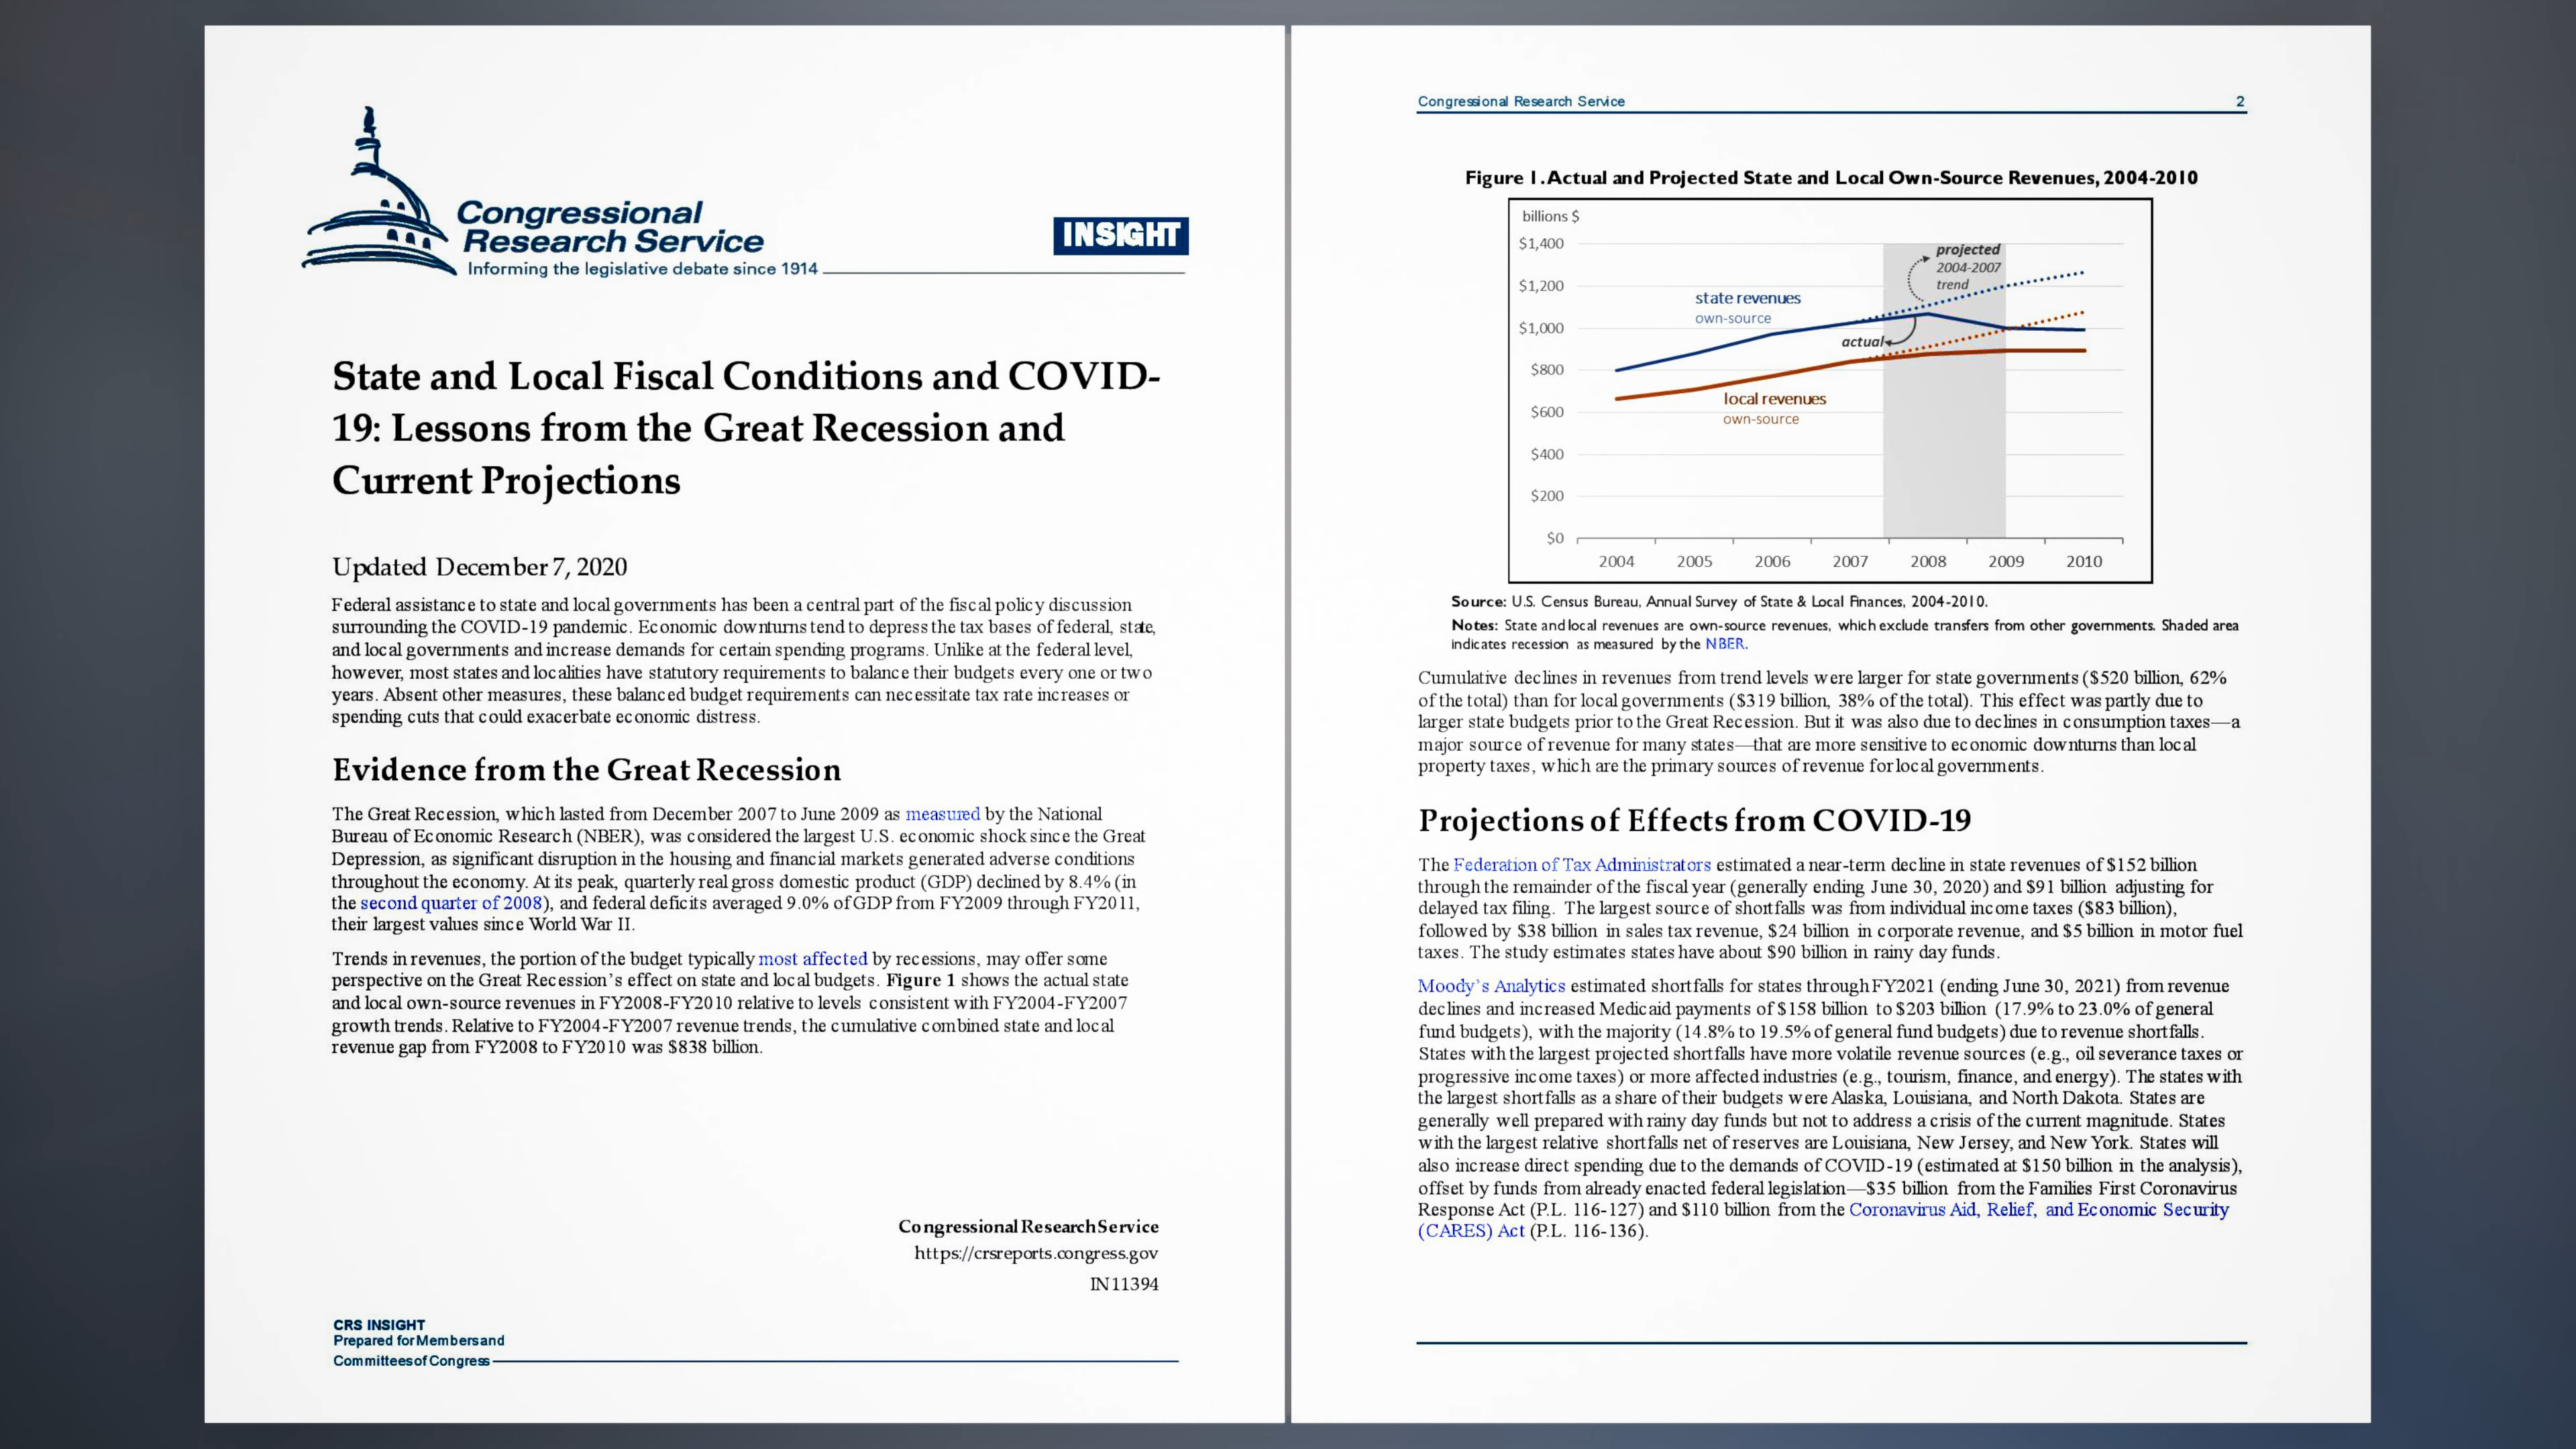 Congressional
Research Service
Informing the legislative debate since 1914
INSIGHT
State and Local Fiscal Conditions and COVID-
19: Lessons from the Great Recession and
Current Projections
Updated December 7, 2020
Federal assistance to state and local governments has been a central part of the fiscal policy discussion
surrounding the COVID-19 pandemic. Economic downturns tend to depress the tax bases of federal, state,
and local governments and increase demands for certain spending programs. Unlike at the federal level,
however, most states and localities have statutory requirements to balance their budgets every one or two
years. Absent other measures, these balanced budget requirements can necessitate tax rate increases or
spending cuts that could exacerbate economic distress.
Evidence from the Great Recession
The Great Recession, which lasted from December 2007 to June 2009 as measured by the National
Bureau of Economic Research (NBER), was considered the largest U.S. economic shock since the Great
Depression, as significant disruption in the housing and financial markets generated adverse conditions
throughout the economy. At its peak, quarterly real gross domestic product (GDP) declined by 8.4% (in
the second quarter of 2008), and federal deficits averaged 9.0% of GDP from FY2009 through FY2011,
their largest values since World War II.
Trends in revenues, the portion of the budget typically most affected by recessions, may offer some
perspective on the Great Recession's effect on state and local budgets. Figure 1 shows the actual state
and local own-source revenues in FY2008-FY2010 relative to levels consistent with FY2004-FY2007
growth trends. Relative to FY2004-FY2007 revenue trends, the cumulative combined state and local
revenue gap from FY2008 to FY2010 was $838 billion.
Congressional Research Service
https://crsreports.congress.gov
IN11394
CRS INSIGHT
Prepared for Members and
Committees of Congress
Congressional Research Service 2
Figure 1. Actual and Projected State and Local Own-Source Revenues, 2004-2010
billions $
$1,400
$1,200
$1,000
$800
$600
$400
$200
$0
projected
2004-2007
trend
state revenues
own-source
actual
local revenues
own-source
2004 2005 2006 2007 2008 2009 2010
Source: U.S. Census Bureau, Annual Survey of State & Local Finances, 2004-2010.
Notes: State and local revenues are own-source revenues, which exclude transfers from other governments. Shaded area
indicates recession as measured by the NBER.
Cumulative declines in revenues from trend levels were larger for state governments ($520 billion, 62%
of the total) than for local governments ($319 billion, 38% of the total). This effect was partly due to
larger state budgets prior to the Great Recession. But it was also due to declines in consumption taxes—a
major source of revenue for many states—that are more sensitive to economic downturns than local
property taxes, which are the primary sources of revenue for local governments.
Projections of Effects from COVID-19
The Federation of Tax Administrators estimated a near-term decline in state revenues of $152 billion
through the remainder of the fiscal year (generally ending June 30, 2020) and $91 billion adjusting for
delayed tax filing. The largest source of shortfalls was from individual income taxes ($83 billion),
followed by $38 billion in sales tax revenue, $24 billion in corporate revenue, and $5 billion in motor fuel
taxes. The study estimates states have about $90 billion in rainy day funds.
Moody's Analytics estimated shortfalls for states through FY2021 (ending June 30, 2021) from revenue
declines and increased Medicaid payments of $158 billion to $203 billion (17.9% to 23.0% of general
fund budgets), with the majority (14.8% to 19.5% of general fund budgets) due to revenue shortfalls.
States with the largest projected shortfalls have more volatile revenue sources (e.g., oil severance taxes or
progressive income taxes) or more affected industries (e.g., tourism, finance, and energy). The states with
the largest shortfalls as a share of their budgets were Alaska, Louisiana, and North Dakota. States are
generally well prepared with rainy day funds but not to address a crisis of the current magnitude. States
with the largest relative shortfalls net of reserves are Louisiana, New Jersey, and New York. States will
also increase direct spending due to the demands of COVID-19 (estimated at $150 billion in the analysis),
offset by funds from already enacted federal legislation—$35 billion from the Families First Coronavirus
Response Act (P.L. 116-127) and $110 billion from the Coronavirus Aid, Relief, and Economic Security
(CARES) Act (P.L. 116-136).